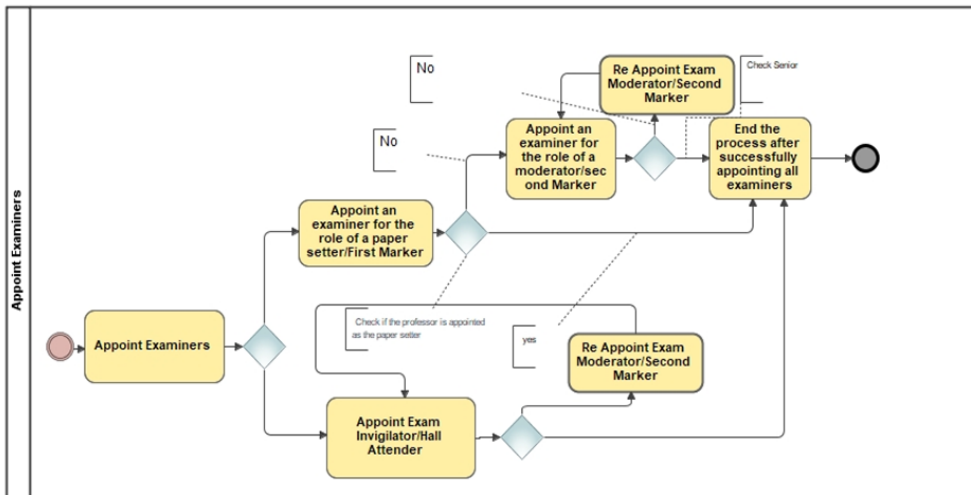 Appoint Examiners
No
Re Appoint Exam
Moderator/Second
Marker
Check Senior
No
Appoint an
examiner for
the role of a
moderator/sec
ond Marker
End the
process after
successfully
appointing all
examiners
Appoint an
examiner for the
role of a paper
setter/First Marker
Appoint Examiners
Check if the professor is appointed
as the paper setter
yes
Re Appoint Exam
Moderator/Second
Marker
Appoint Exam
Invigilator/Hall
Attender